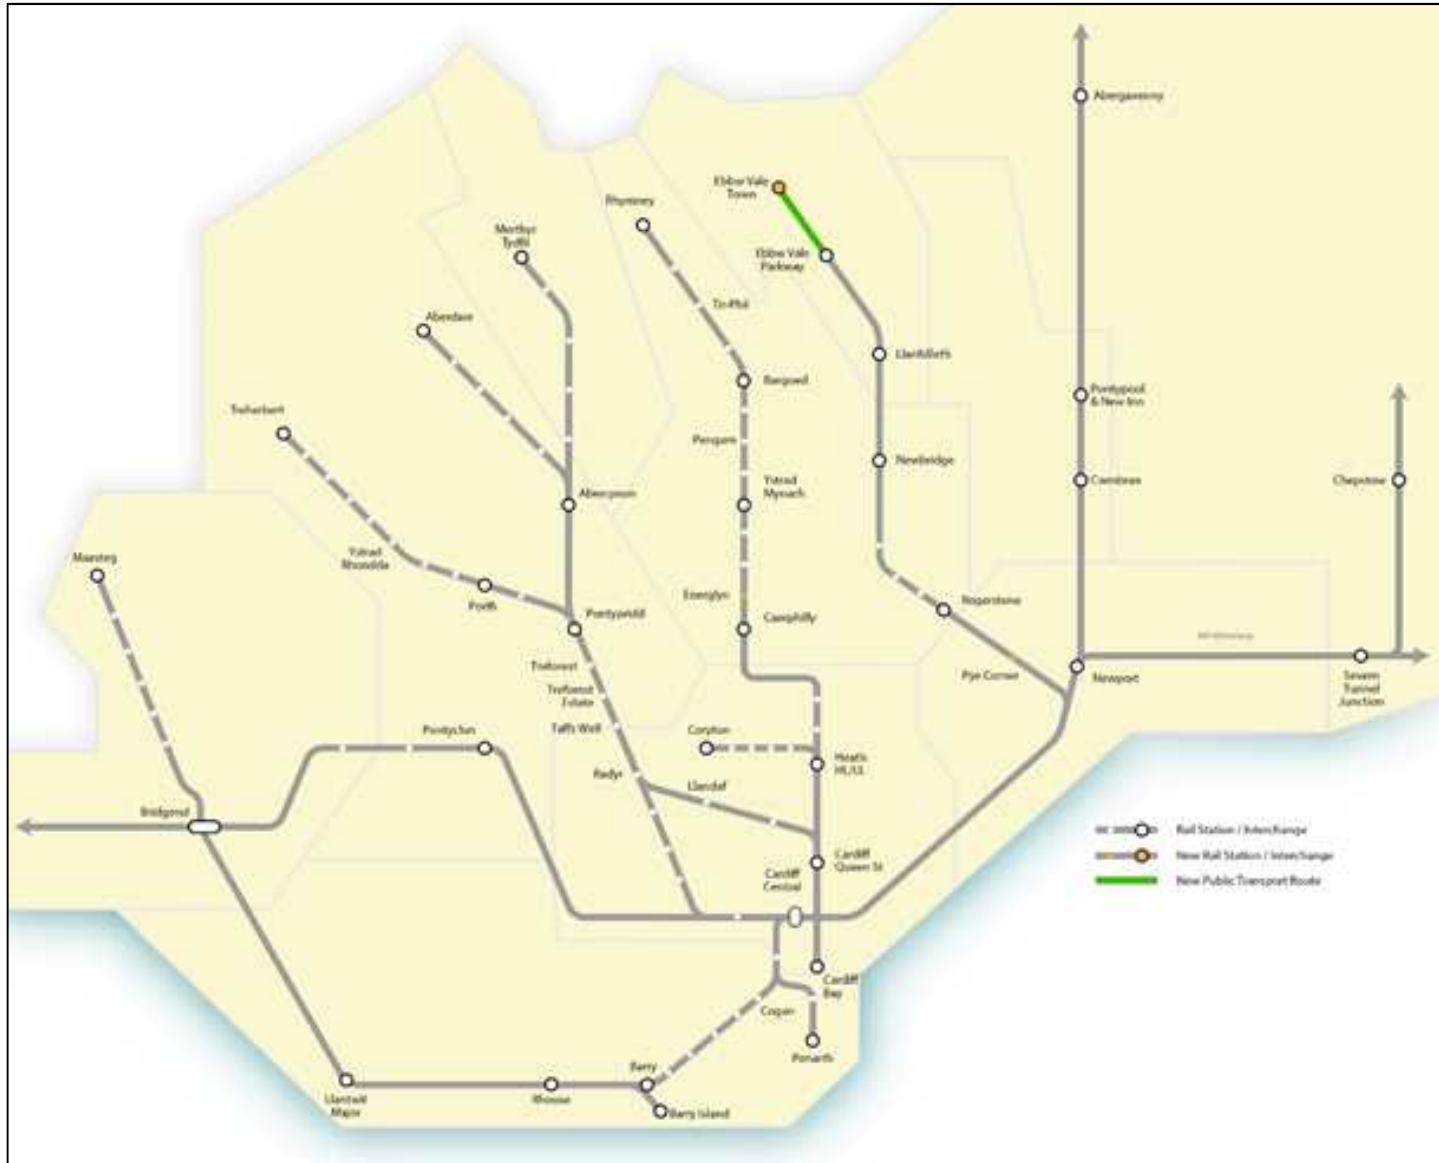 Abergavenny
Ebbw Vale
Town
Rhymney
Merthyr
Tydfil
Ebbw Vale
Parkway
Tir-Phil
Aberdare
Llanhilleth
Bargoed
Pontypool
& New Inn
Treherbert
Pengam
Newbridge
Ystrad
Mynach
Cwmbran
Chepstow
Abercynon
Maesteg
Ystrad
Rhondda
Porth
Energlyn
Rogerstone
Pontypridd
Caerphilly
Treforest
Pye Corner
Newport
Severn
Tunnel
Junction
Treforest
Estate
Taffs Well
Pontyclun
Coryton
Heath
HL/LL
Radyr
Llandaf
Bridgend
Rail Station / Interchange
New Rail Station / Interchange
New Public Transport Route
Cardiff
Queen St
Cardiff
Central
Cardiff
Bay
Cogan
Penarth
Barry
Llantwit
Major
Rhoose
Barry Island